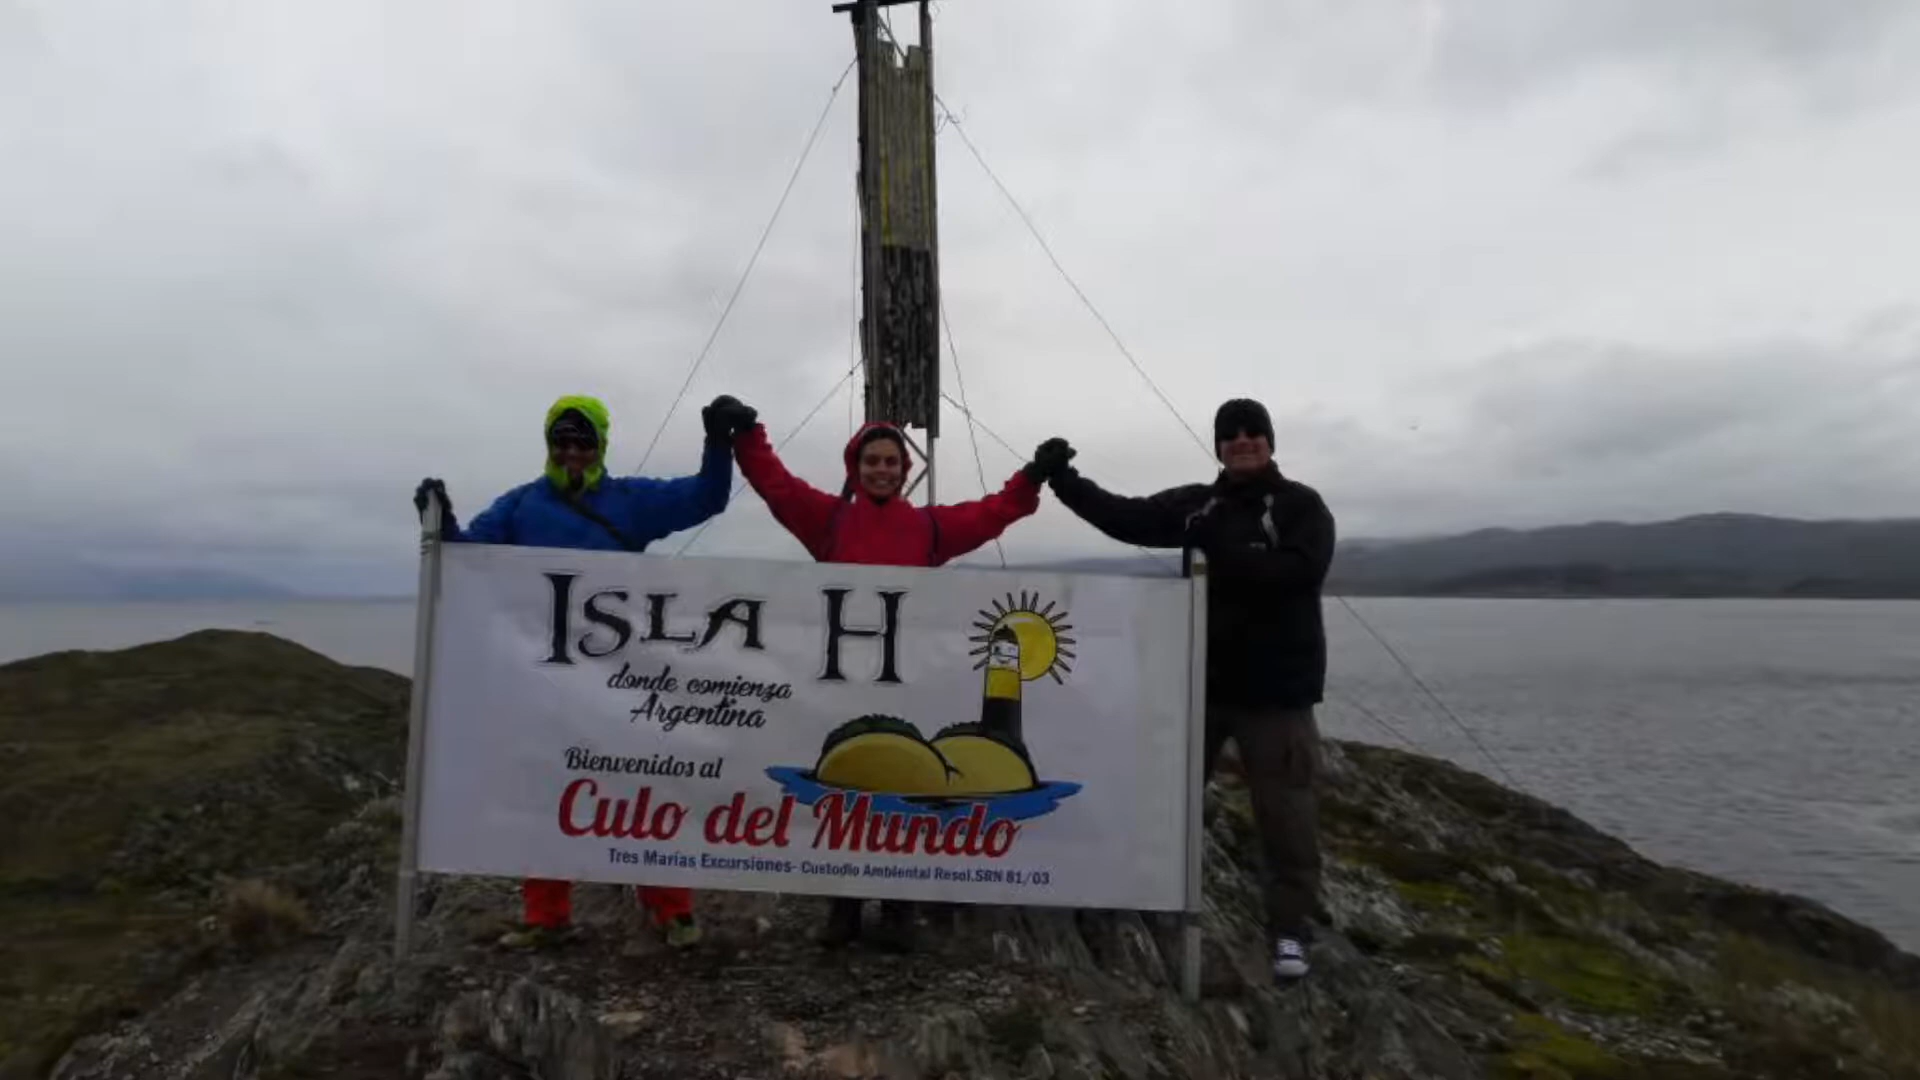 ISLA H
donde comienza
Argentina
Bienvenidos al
Culo del Mundo
Tres Marías Excursiones- Custodio Ambiental Resol.SRN 81/03